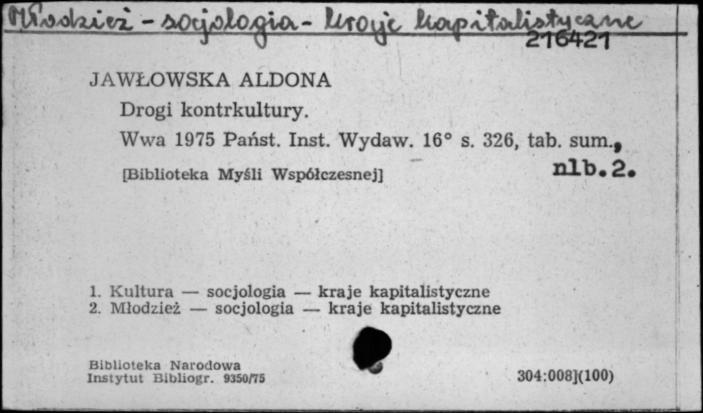 Młodzież - socjologia - kraje kapitalistyczne
216421
JAWŁOWSKA ALDONA
Drogi kontrkultury.
Wwa 1975 Państ. Inst. Wydaw. 16° s. 326, tab. sum.,
nlb.2.
[Biblioteka Myśli Współczesnej]
1. Kultura — socjologia — kraje kapitalistyczne
2. Młodzież — socjologia — kraje kapitalistyczne
Biblioteka Narodowa
Instytut Bibliogr. 9350/75
304:008](100)